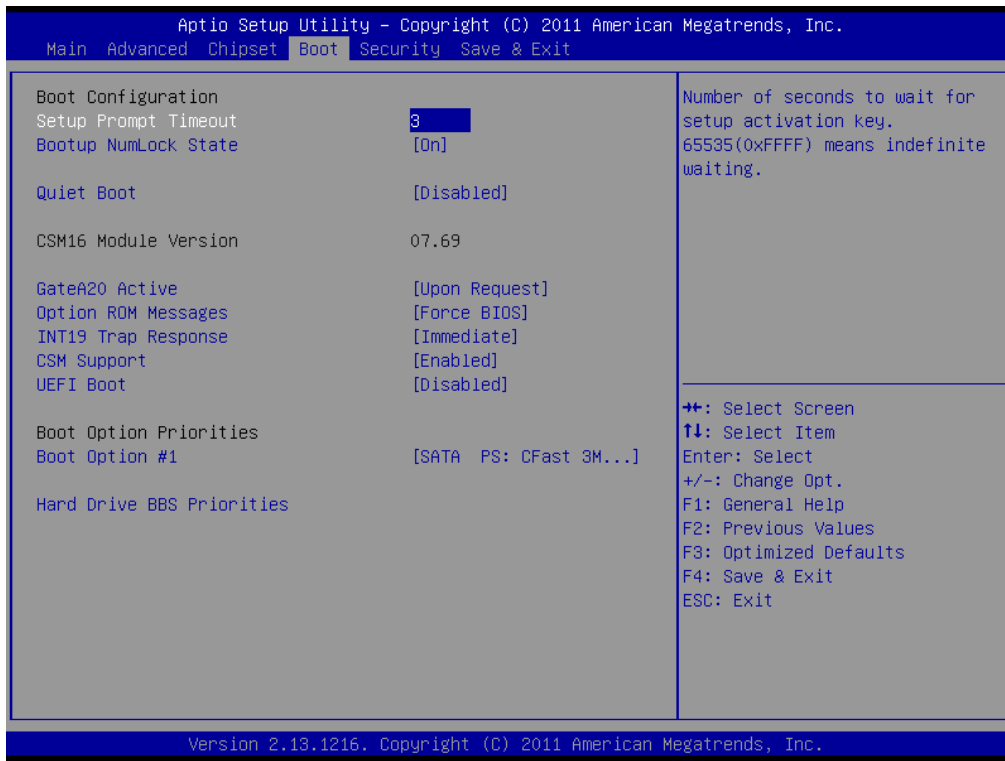 Aptio Setup Utility – Copyright (C) 2011 American Megatrends, Inc.
Main Advanced Chipset Boot Security Save & Exit
Boot Configuration
Setup Prompt Timeout 3
Bootup NumLock State [On]
Quiet Boot [Disabled]
CSM16 Module Version 07.69
GateA20 Active [Upon Request]
Option ROM Messages [Force BIOS]
INT19 Trap Response [Immediate]
CSM Support [Enabled]
UEFI Boot [Disabled]
Boot Option Priorities
Boot Option #1 [SATA PS: CFast 3M...]
Hard Drive BBS Priorities
Number of seconds to wait for
setup activation key.
65535(0xFFFF) means indefinite
waiting.
→←: Select Screen
↑↓: Select Item
Enter: Select
+/-: Change Opt.
F1: General Help
F2: Previous Values
F3: Optimized Defaults
F4: Save & Exit
ESC: Exit
Version 2.13.1216. Copyright (C) 2011 American Megatrends, Inc.